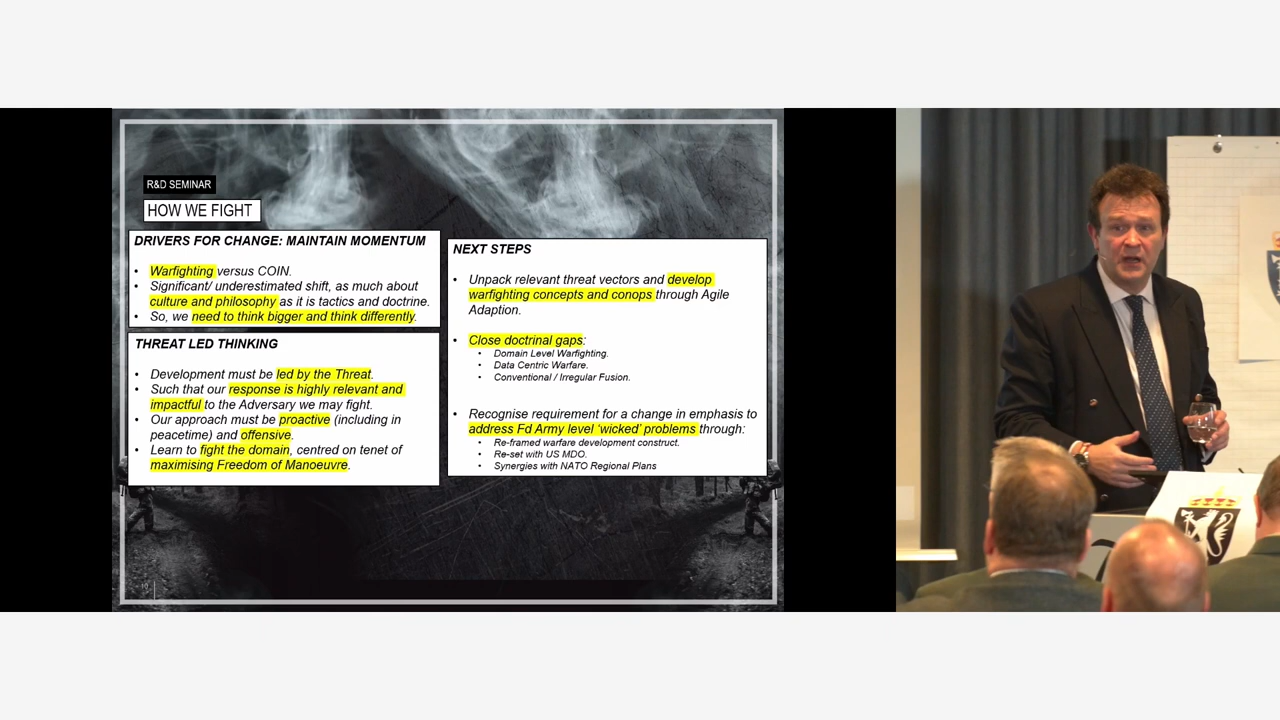 R&D SEMINAR
HOW WE FIGHT
DRIVERS FOR CHANGE: MAINTAIN MOMENTUM
• Warfighting versus COIN.
• Significant/ underestimated shift, as much about
culture and philosophy as it is tactics and doctrine.
• So, we need to think bigger and think differently.
THREAT LED THINKING
• Development must be led by the Threat.
• Such that our response is highly relevant and
impactful to the Adversary we may fight.
• Our approach must be proactive (including in
peacetime) and offensive.
• Learn to fight the domain, centred on tenet of
maximising Freedom of Manoeuvre.
NEXT STEPS
• Unpack relevant threat vectors and develop
warfighting concepts and conops through Agile
Adaption.
• Close doctrinal gaps:
• Domain Level Warfighting.
• Data Centric Warfare.
• Conventional / Irregular Fusion.
• Recognise requirement for a change in emphasis to
address Fd Army level ‘wicked’ problems through:
• Re-framed warfare development construct.
• Re-set with US MDO.
• Synergies with NATO Regional Plans